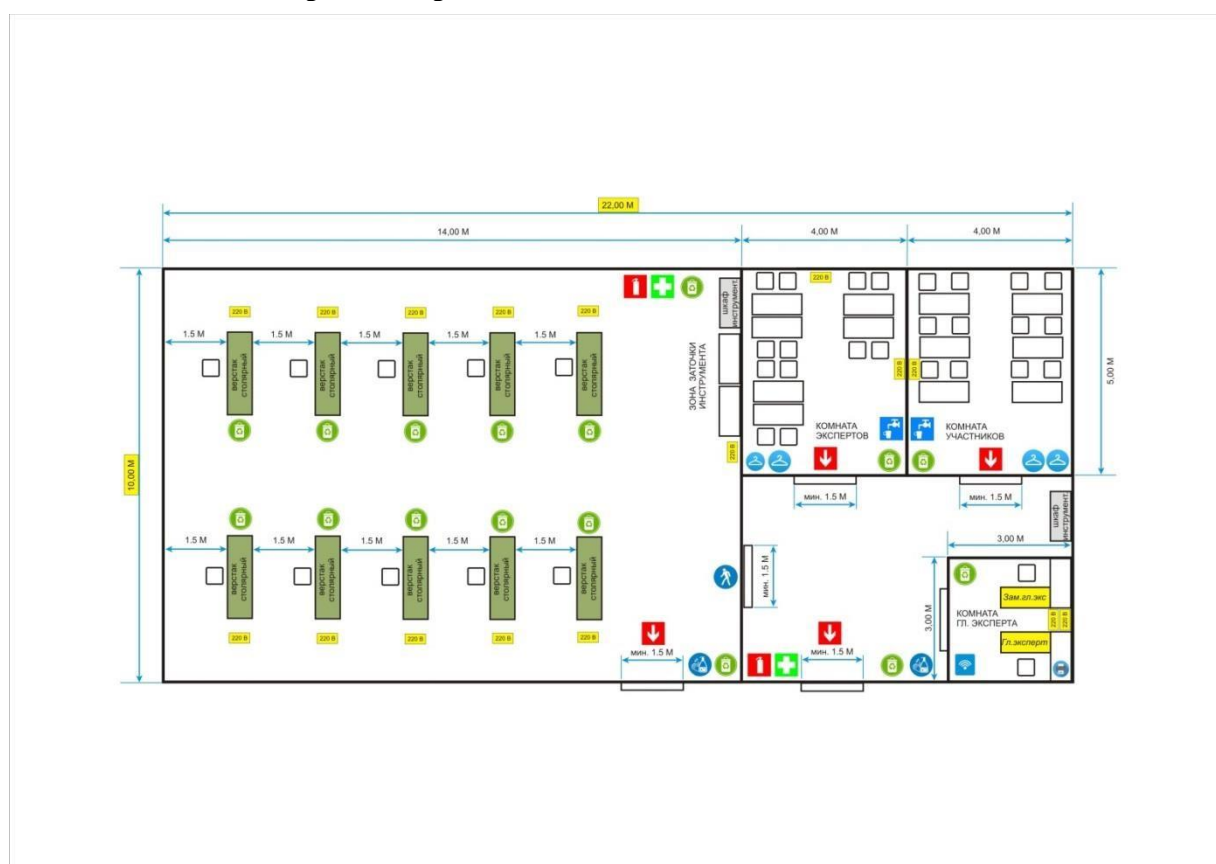 22,00 М
14,00 М
4,00 М
4,00 М
220 В
220 В
220 В
220 В
220 В
220 В
1.5 М
1.5 М
1.5 М
1.5 М
1.5 М
верстак
столярный
верстак
столярный
верстак
столярный
верстак
столярный
верстак
столярный
шкаф
инструмент.
ЗОНА ЗАТОЧКИ
ИНСТРУМЕНТА
220 В
220 В
220 В
5,00 М
КОМНАТА
ЭКСПЕРТОВ
КОМНАТА
УЧАСТНИКОВ
10,00 М
мин. 1.5 М
мин. 1.5 М
шкаф
инструмент.
3,00 М
1.5 М
1.5 М
1.5 М
1.5 М
1.5 М
верстак
столярный
верстак
столярный
верстак
столярный
верстак
столярный
верстак
столярный
220 В
220 В
220 В
220 В
220 В
мин. 1.5 М
3,00 М
КОМНАТА
ГЛ. ЭКСПЕРТА
Зам.гл.экс
220 В
220 В
Гл.эксперт
мин. 1.5 М
мин. 1.5 М